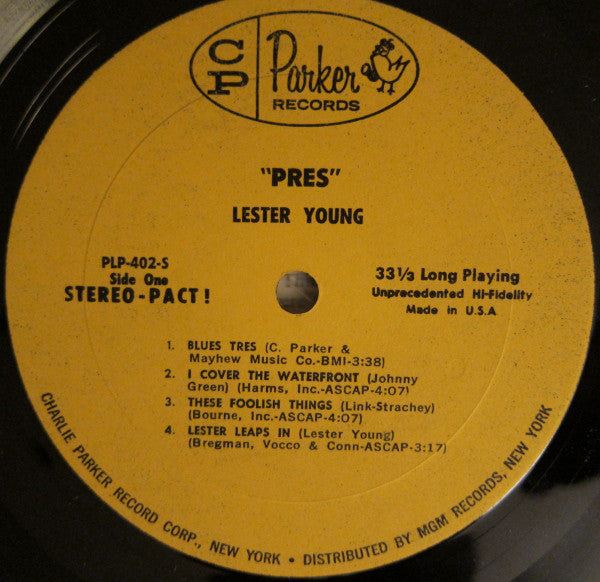 CP
Parker
RECORDS
"PRES"
LESTER YOUNG
PLP-402-S
Side One
STEREO-PACT!
33 1/3 Long Playing
Unprecedented Hi-Fidelity
Made in U.S.A
1. BLUES TRES (C. Parker &
Mayhew Music Co.-BMI-3:38)
2. I COVER THE WATERFRONT (Johnny
Green) (Harms, Inc.-ASCAP-4:07)
3. THESE FOOLISH THINGS (Link-Strachey)
(Bourne, Inc.-ASCAP-4:07)
4. LESTER LEAPS IN (Lester Young)
(Bregman, Vocco & Conn-ASCAP-3:17)
CHARLIE PARKER RECORD CORP., NEW YORK • DISTRIBUTED BY MGM RECORDS, NEW YORK